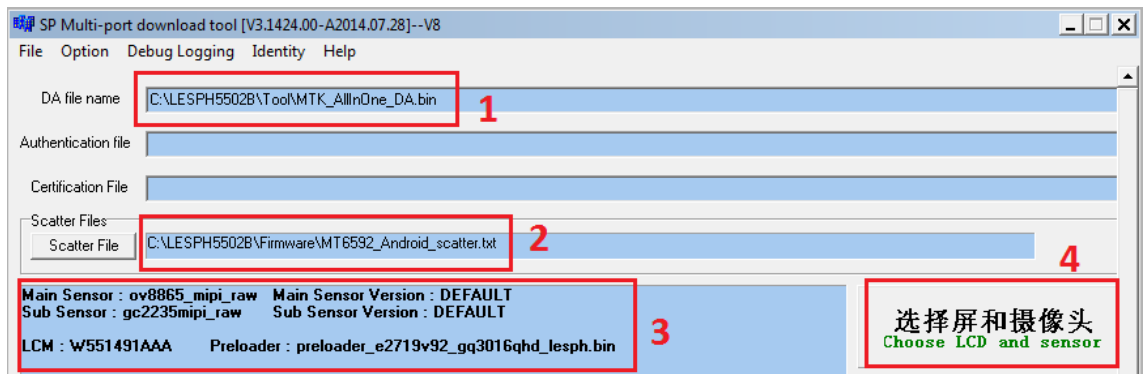 SP Multi-port download tool [V3.1424.00-A2014.07.28]--V8
File Option Debug Logging Identity Help
DA file name C:\LESPH5502B\Tool\MTK_AllInOne_DA.bin 1
Authentication file
Certification File
Scatter Files
Scatter File C:\LESPH5502B\Firmware\MT6592_Android_scatter.txt 2
4
Main Sensor : ov8865_mipi_raw Main Sensor Version : DEFAULT
Sub Sensor : gc2235mipi_raw Sub Sensor Version : DEFAULT
LCM : W551491AAA Preloader : preloader_e2719v92_gq3016qhd_lesph.bin
3
选择屏和摄像头
Choose LCD and sensor